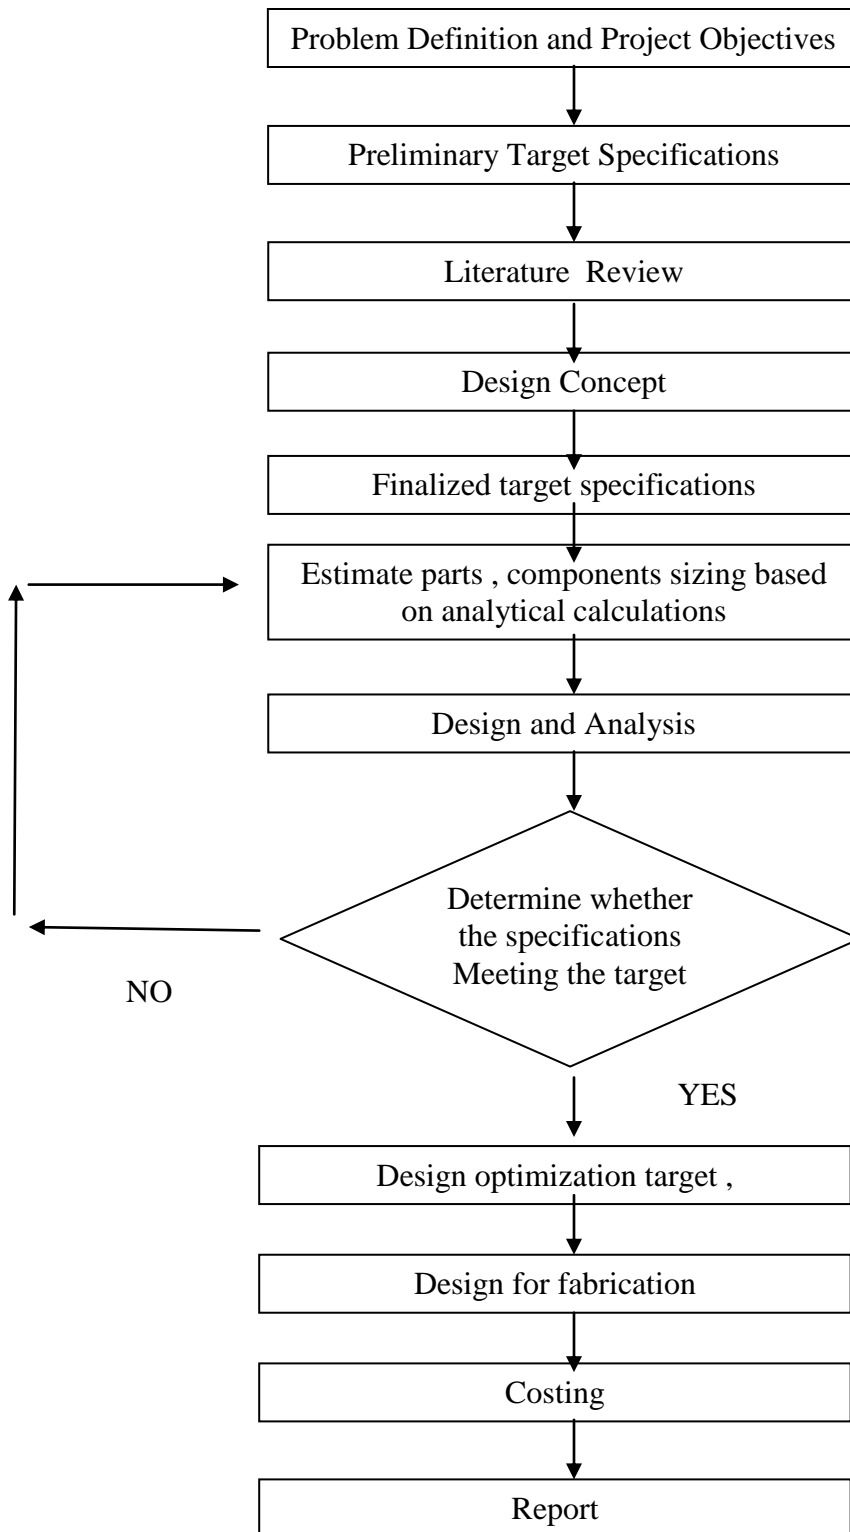 Problem Definition and Project Objectives
Preliminary Target Specifications
Literature  Review
Design Concept
Finalized target specifications
Estimate parts , components sizing based
on analytical calculations
Design and Analysis
Determine whether
the specifications
Meeting the target
NO
YES
Design optimization target ,
Design for fabrication
Costing
Report